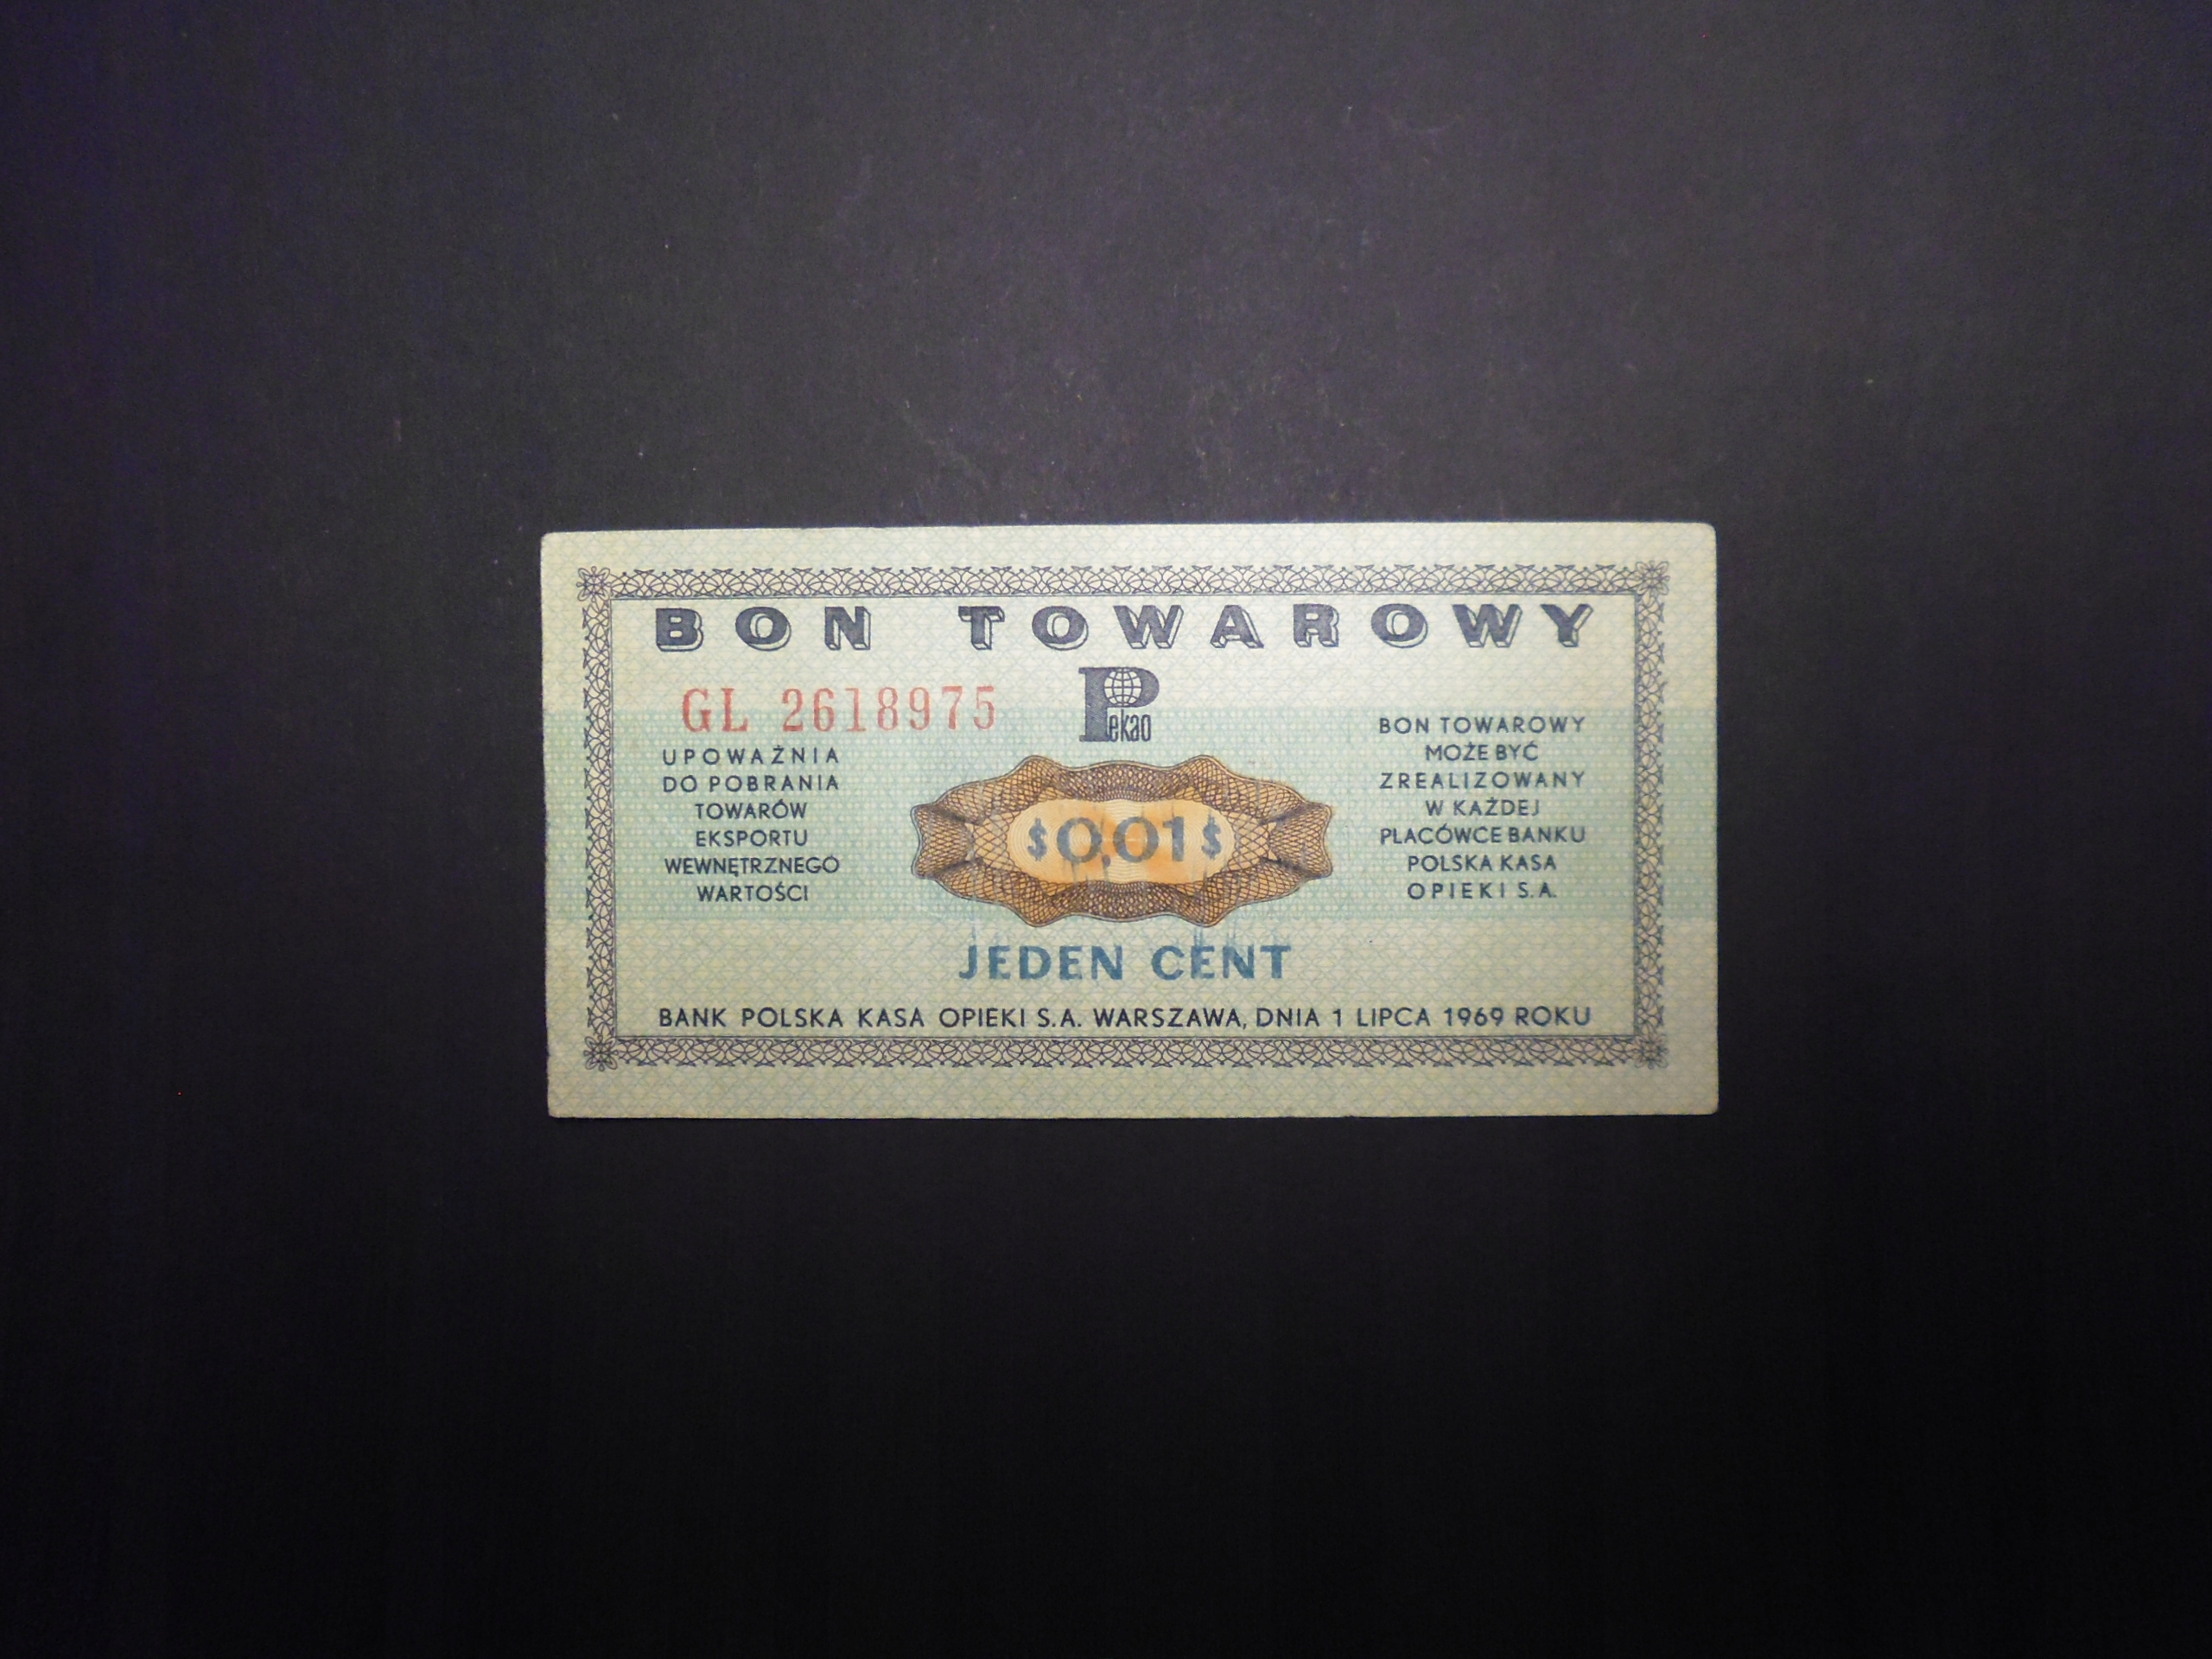 BON TOWAROWY
GL 2618975
Pekao
UPOWAŻNIA
DO POBRANIA
TOWARÓW
EKSPORTU
WEWNĘTRZNEGO
WARTOŚCI
$0,01$
BON TOWAROWY
MOŻE BYĆ
ZREALIZOWANY
W KAŻDEJ
PLACÓWCE BANKU
POLSKA KASA
OPIEKI S.A.
JEDEN CENT
BANK POLSKA KASA OPIEKI S.A. WARSZAWA, DNIA 1 LIPCA 1969 ROKU